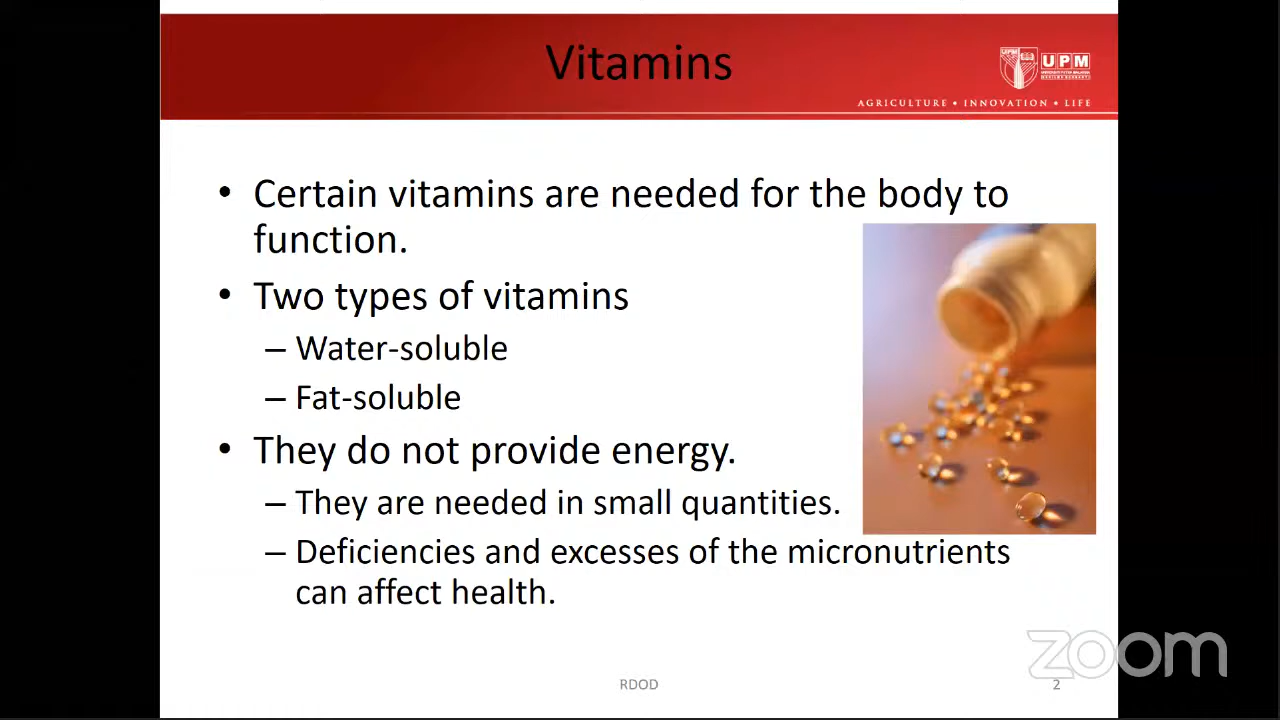 Vitamins
UPM
AGRICULTURE • INNOVATION • LIFE
• Certain vitamins are needed for the body to
function.
• Two types of vitamins
– Water-soluble
– Fat-soluble
• They do not provide energy.
– They are needed in small quantities.
– Deficiencies and excesses of the micronutrients
can affect health.
zoom
RDOD
2